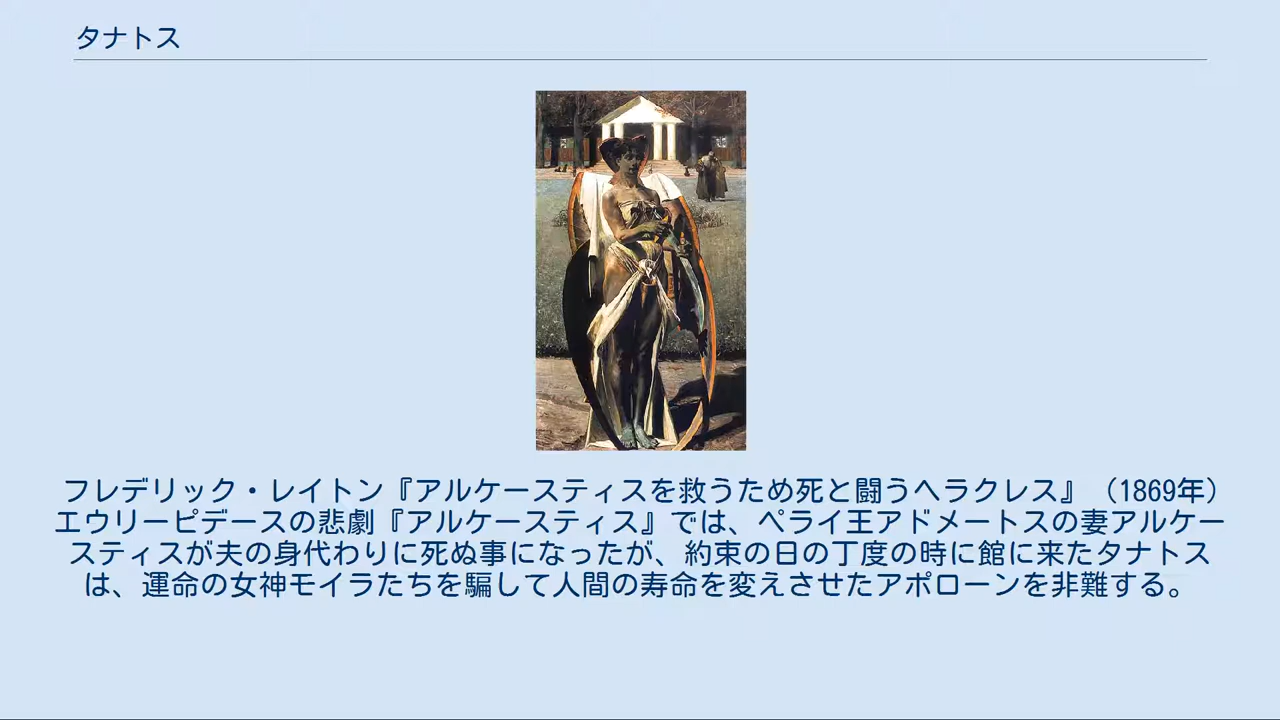 タナトス
フレデリック・レイトン『アルケースティスを救うため死と闘うヘラクレス』（1869年）
エウリーピデースの悲劇『アルケースティス』では、ペライ王アドメートスの妻アルケー
スティスが夫の身代わりに死ぬ事になったが、約束の日の丁度の時に館に来たタナトス
は、運命の女神モイラたちを騙して人間の寿命を変えさせたアポローンを非難する。